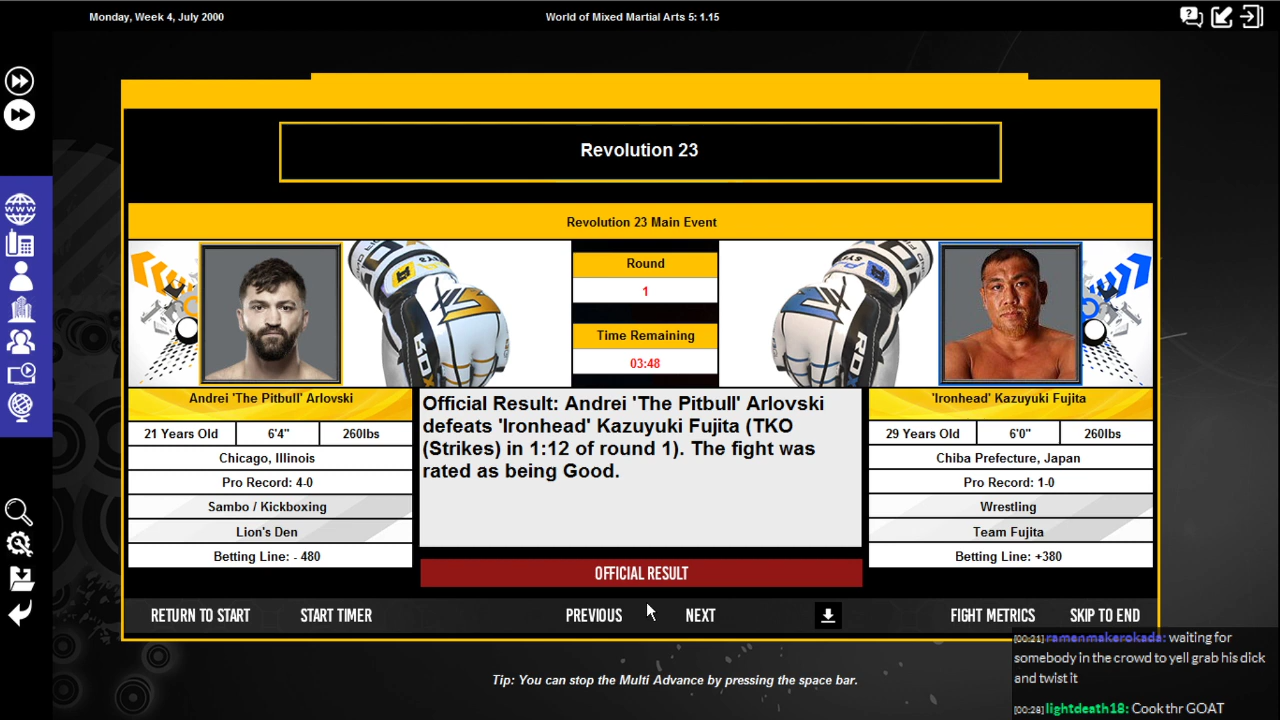 Monday, Week 4, July 2000
World of Mixed Martial Arts 5: 1.15
Revolution 23
Revolution 23 Main Event
Round
1
Time Remaining
03:48
Andrei 'The Pitbull' Arlovski
21 Years Old
6'4"
260lbs
Chicago, Illinois
Pro Record: 4-0
Sambo / Kickboxing
Lion's Den
Betting Line: - 480
Official Result: Andrei 'The Pitbull' Arlovski
defeats 'Ironhead' Kazuyuki Fujita (TKO
(Strikes) in 1:12 of round 1). The fight was
rated as being Good.
OFFICIAL RESULT
'Ironhead' Kazuyuki Fujita
29 Years Old
6'0"
260lbs
Chiba Prefecture, Japan
Pro Record: 1-0
Wrestling
Team Fujita
Betting Line: +380
RETURN TO START
START TIMER
PREVIOUS
NEXT
FIGHT METRICS
SKIP TO END
Tip: You can stop the Multi Advance by pressing the space bar.
[00:21] ramenmakerokada: waiting for
somebody in the crowd to yell grab his dick
and twist it
[00:28] lightdeath18: Cook thr GOAT